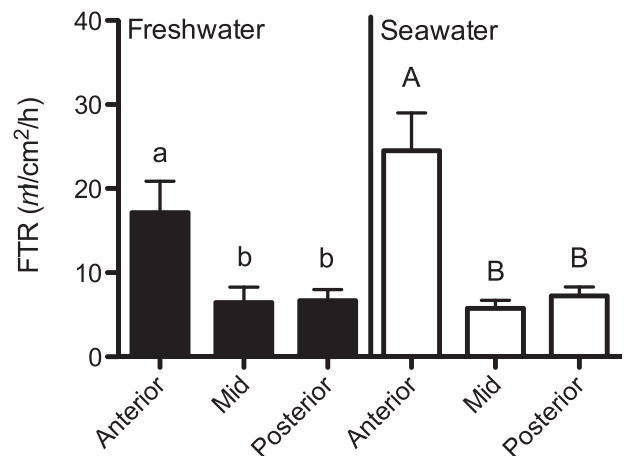 40
30
20
10
0
FTR (ml/cm²/h)
Freshwater
Seawater
a
b
b
A
B
B
Anterior
Mid
Posterior
Anterior
Mid
Posterior